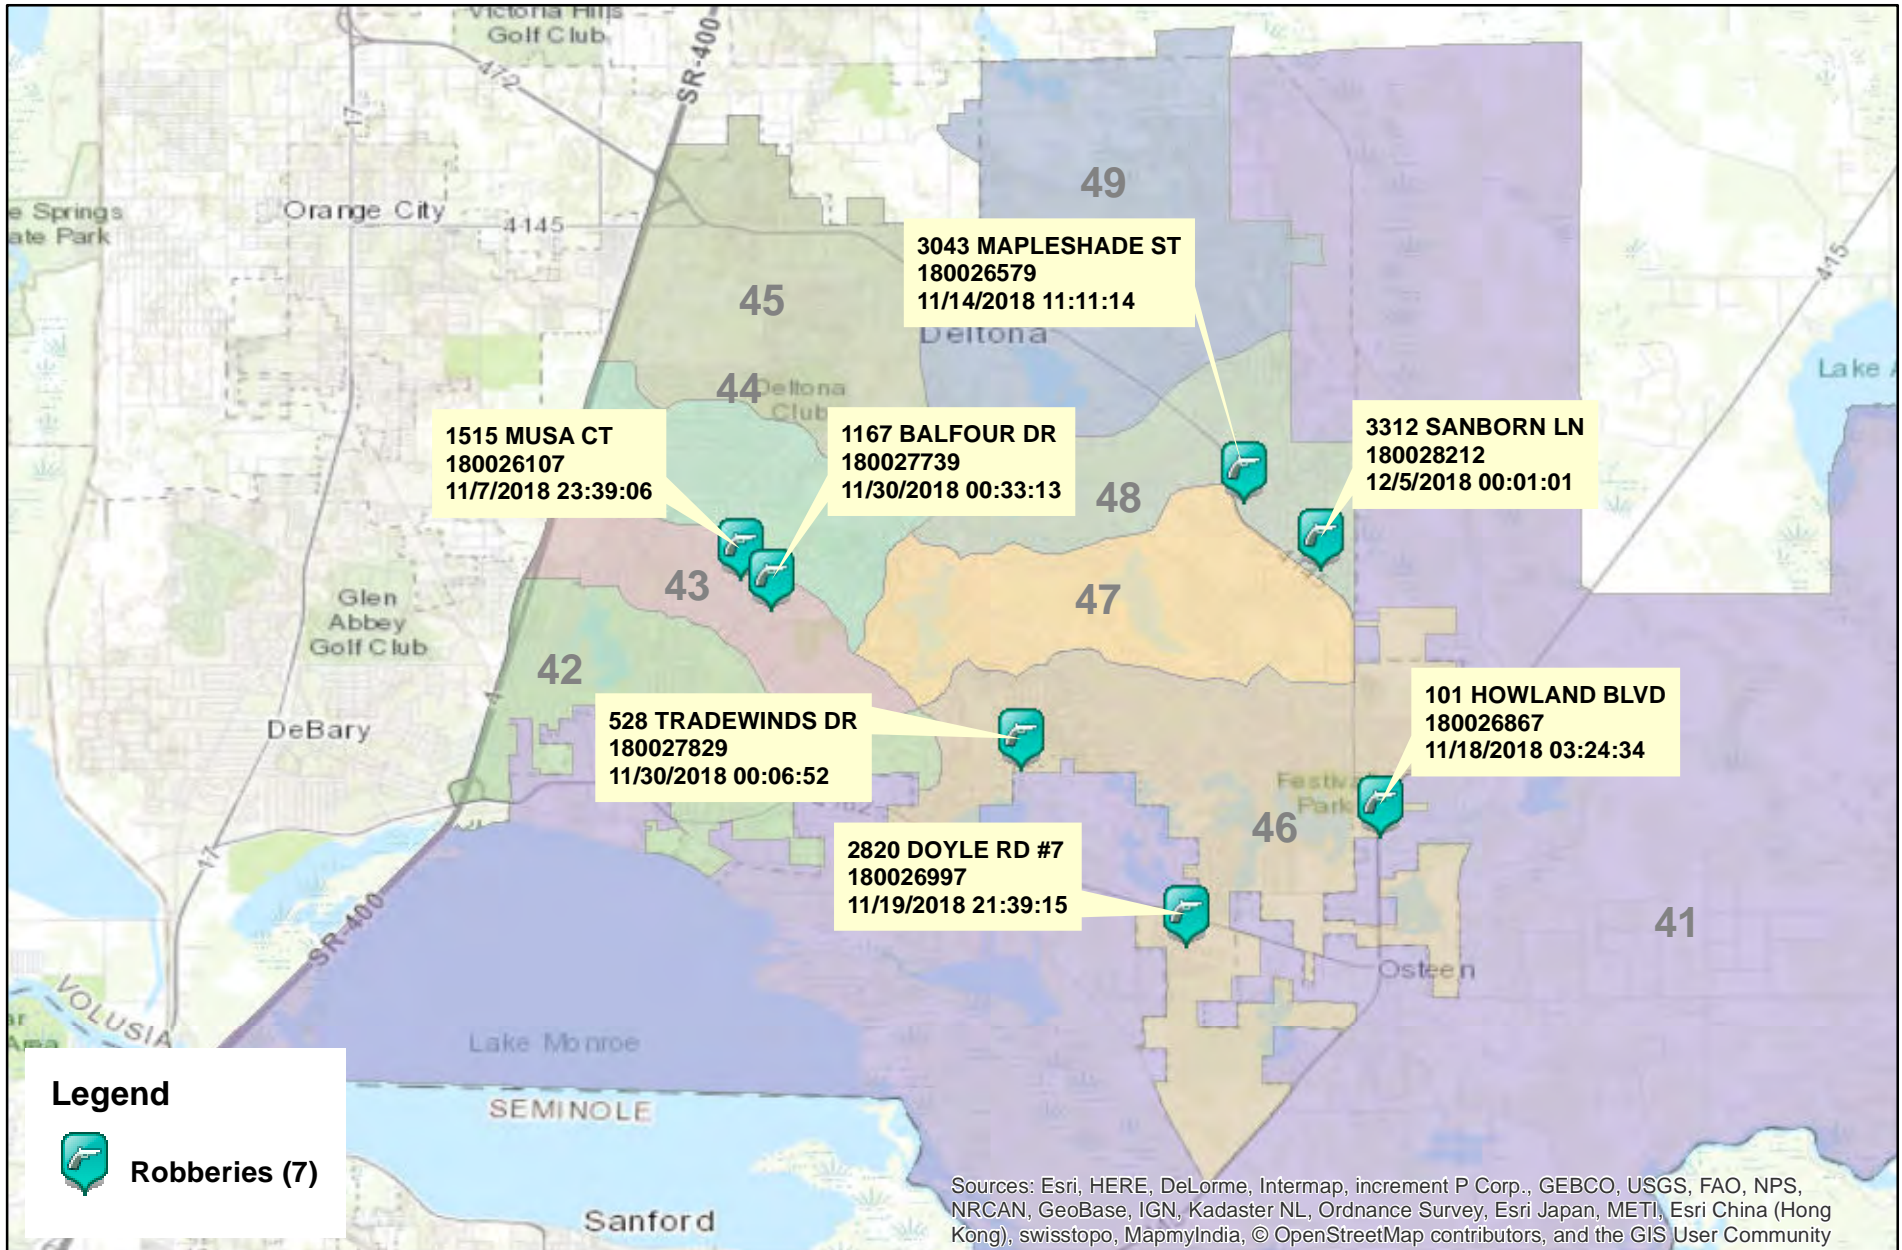 Victoria Hills
Golf Club
472
SR-400
17
49
e Springs
ate Park
Orange City
4145
3043 MAPLESHADE ST
180026579
11/14/2018 11:11:14
415
45
Deltona
44
Deltona
Club
Lake A
1515 MUSA CT
180026107
11/7/2018 23:39:06
1167 BALFOUR DR
180027739
11/30/2018 00:33:13
3312 SANBORN LN
180028212
12/5/2018 00:01:01
48
43
47
Glen
Abbey
Golf Club
42
4
DeBary
528 TRADEWINDS DR
180027829
11/30/2018 00:06:52
101 HOWLAND BLVD
180026867
11/18/2018 03:24:34
Festival
Park
46
17
2820 DOYLE RD #7
180026997
11/19/2018 21:39:15
SR-400
41
Osteen
VOLUSIA
ar
Area
Lake Monroe
Legend
SEMINOLE
Robberies (7)
Sanford
Sources: Esri, HERE, DeLorme, Intermap, increment P Corp., GEBCO, USGS, FAO, NPS,
NRCAN, GeoBase, IGN, Kadaster NL, Ordnance Survey, Esri Japan, METI, Esri China (Hong
Kong), swisstopo, MapmyIndia, © OpenStreetMap contributors, and the GIS User Community